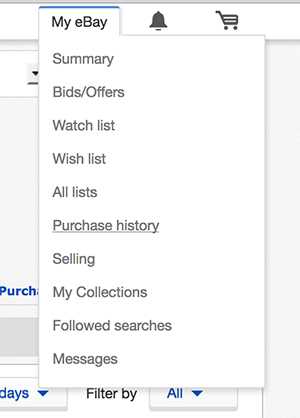 My eBay
Summary
Bids/Offers
Watch list
Wish list
All lists
Purchase history
Selling
My Collections
Followed searches
Messages
days
Filter by
All